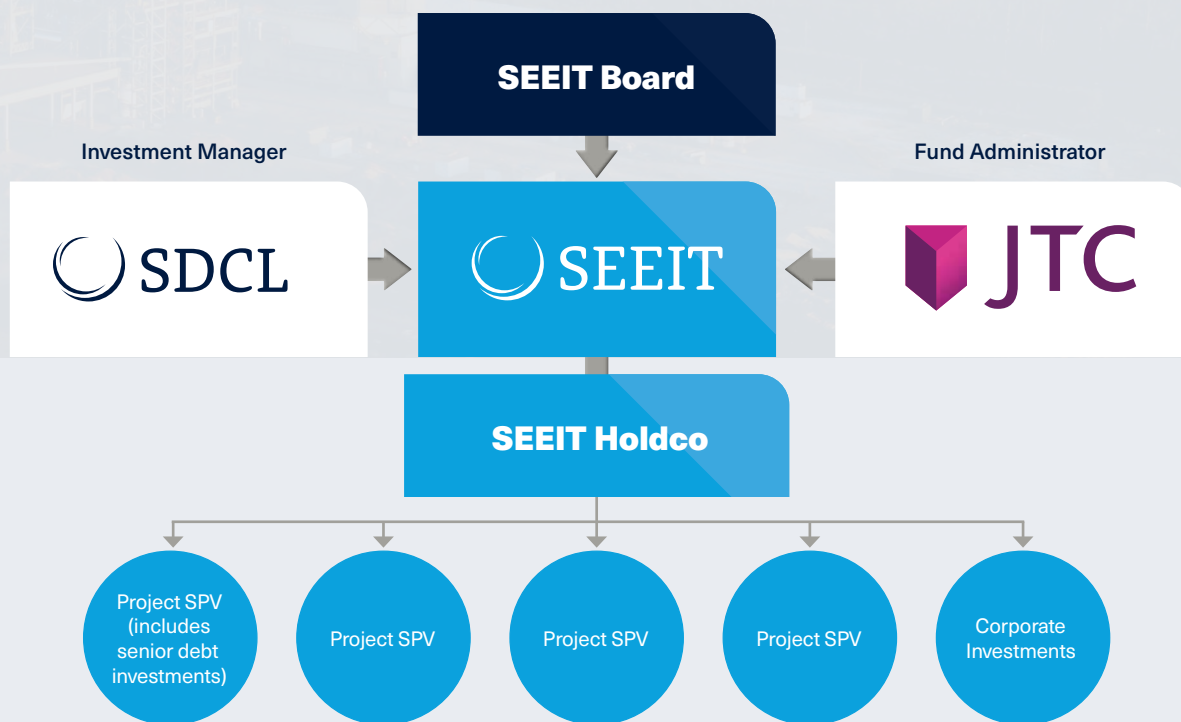 SEEIT Board
Investment Manager
Fund Administrator
SDCL
SEEIT
JTC
SEEIT Holdco
Project SPV
(includes
senior debt
investments)
Project SPV
Project SPV
Project SPV
Corporate
Investments